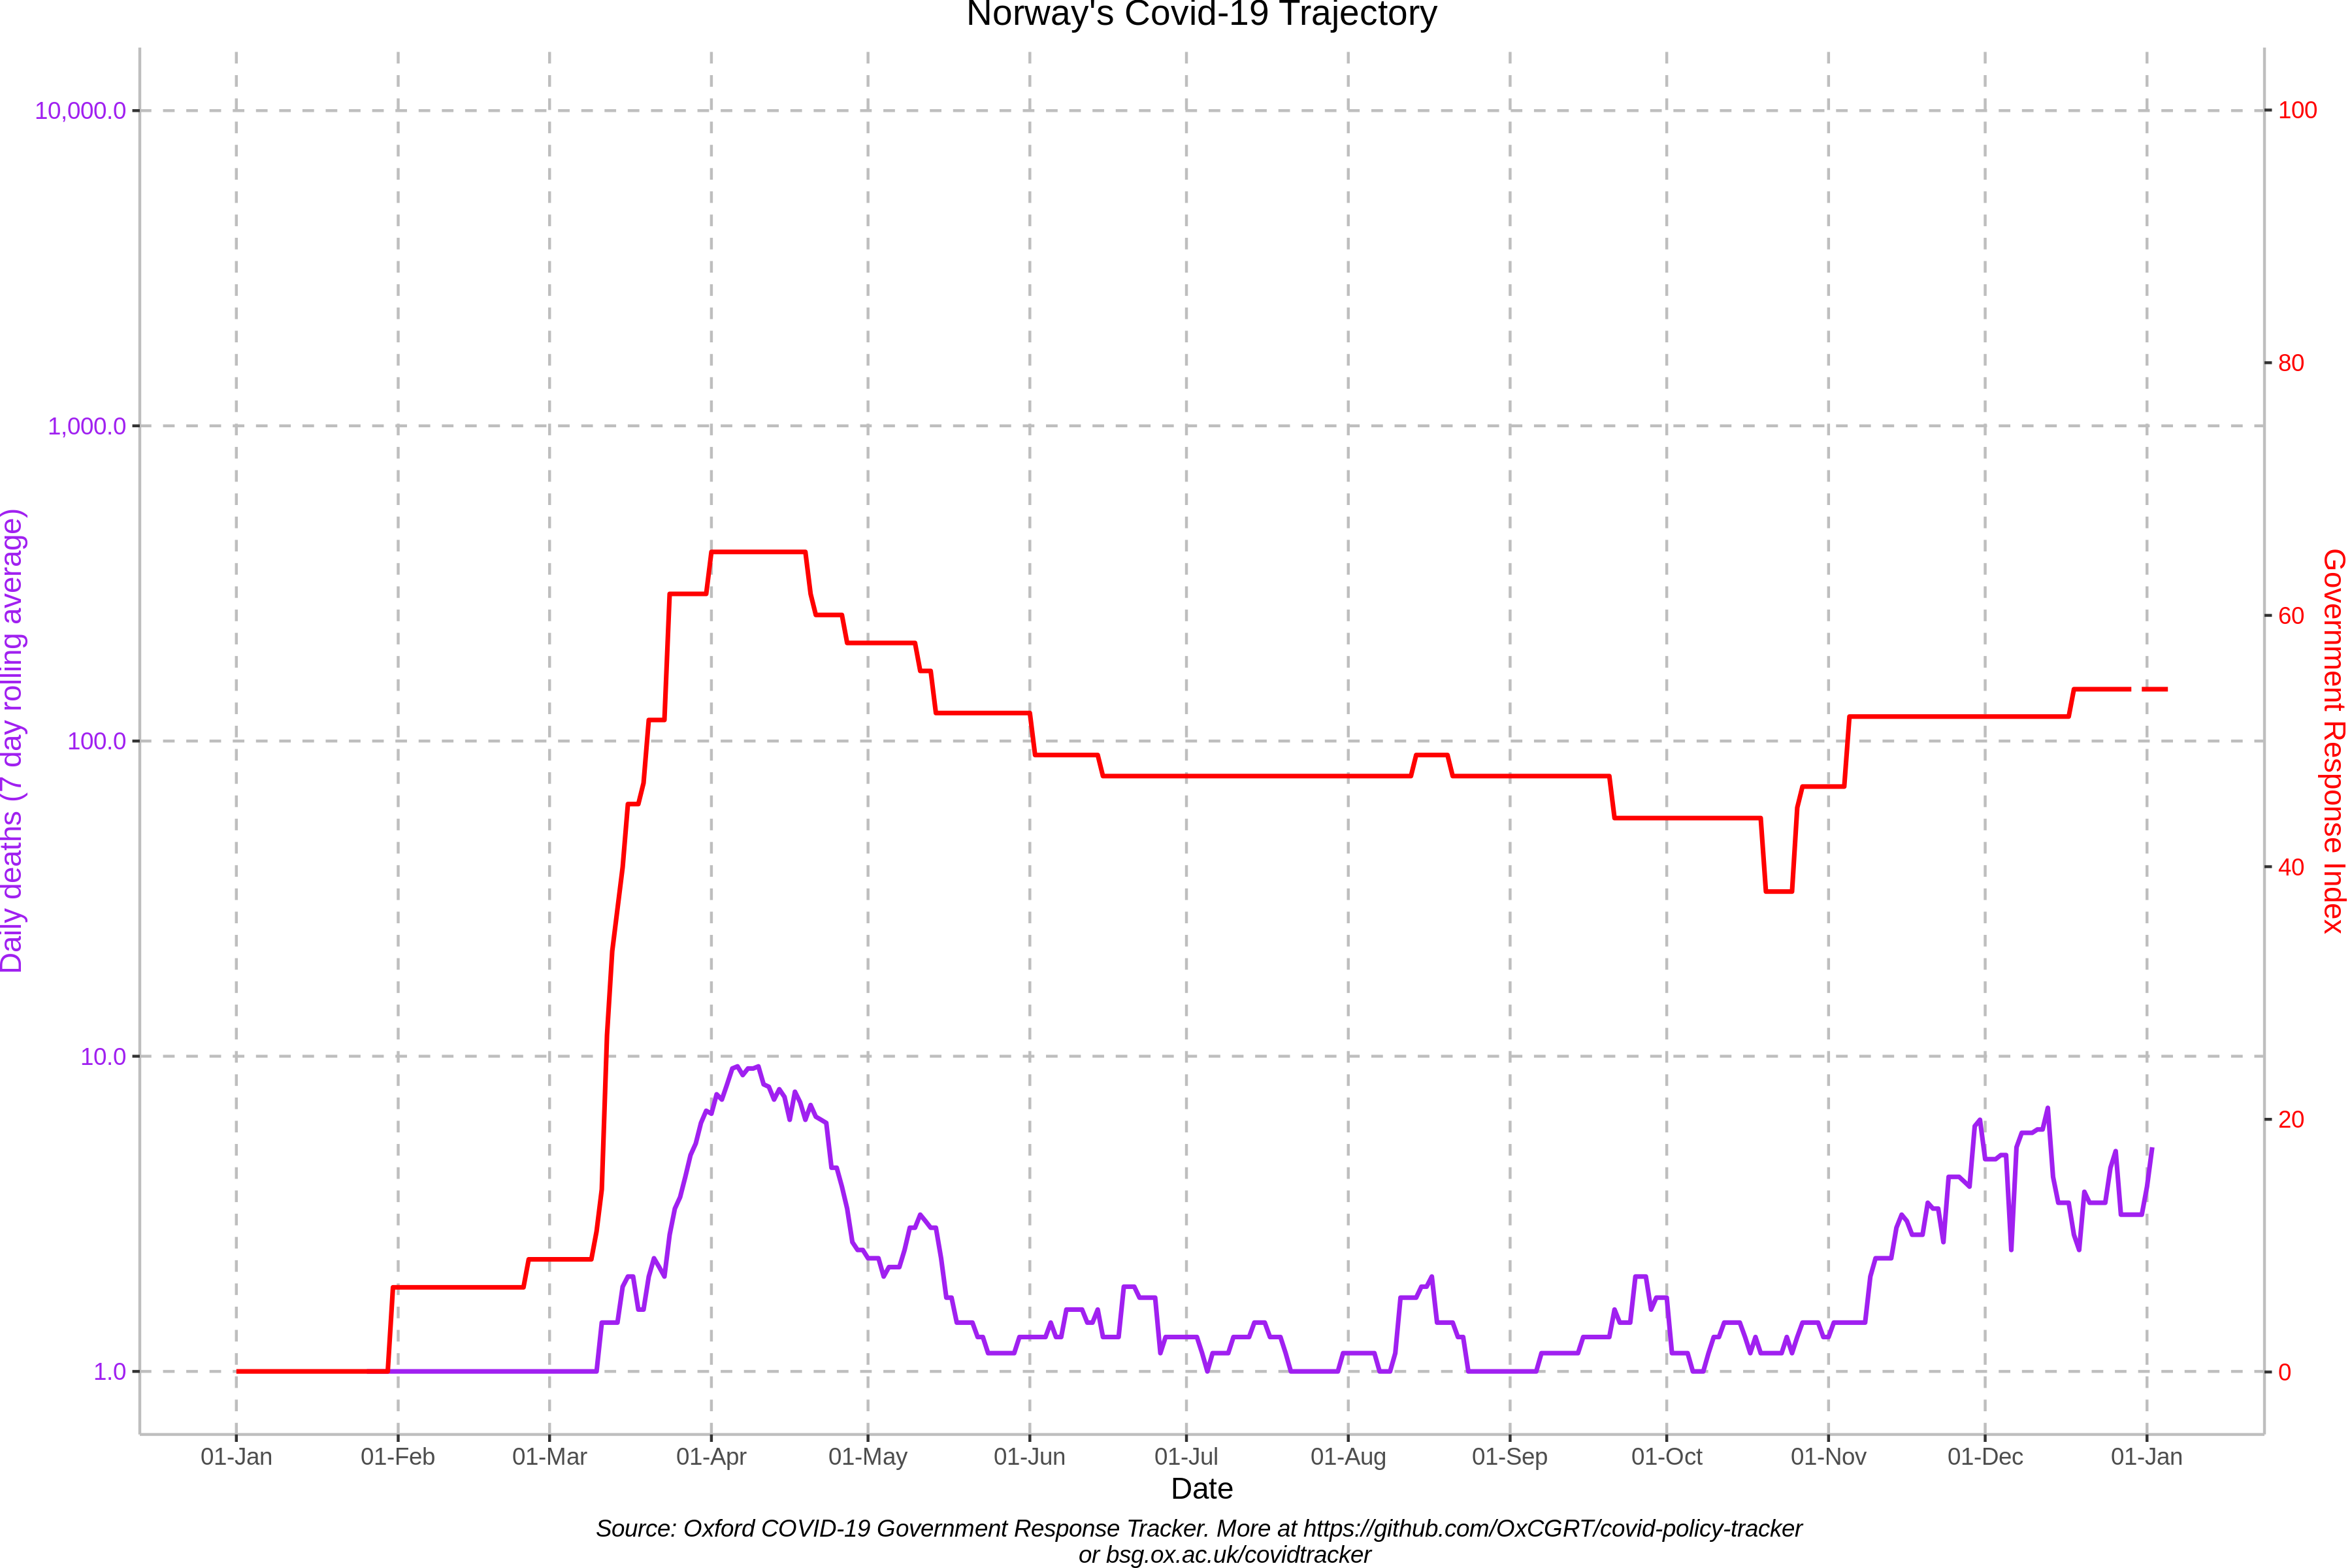 Norway's Covid-19 Trajectory
10,000.0
1,000.0
100.0
10.0
1.0
Daily deaths (7 day rolling average)
100
80
60
40
20
0
Government Response Index
01-Jan 01-Feb 01-Mar 01-Apr 01-May 01-Jun 01-Jul 01-Aug 01-Sep 01-Oct 01-Nov 01-Dec 01-Jan
Date
Source: Oxford COVID-19 Government Response Tracker. More at https://github.com/OxCGRT/covid-policy-tracker
or bsg.ox.ac.uk/covidtracker